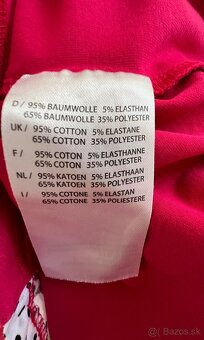 D / 95% BAUMWOLLE 5% ELASTHAN
65% BAUMWOLLE 35% POLYESTER
UK / 95% COTTON 5% ELASTANE
65% COTTON 35% POLYESTER
F / 95% COTON 5% ELASTHANNE
65% COTON 35% POLYESTER
NL / 95% KATOEN 5% ELASTHAAN
65% KATOEN 35% POLYESTER
I / 95% COTONE 5% ELASTAN
65% COTONE 35% POLIESTERE
© bazos.sk